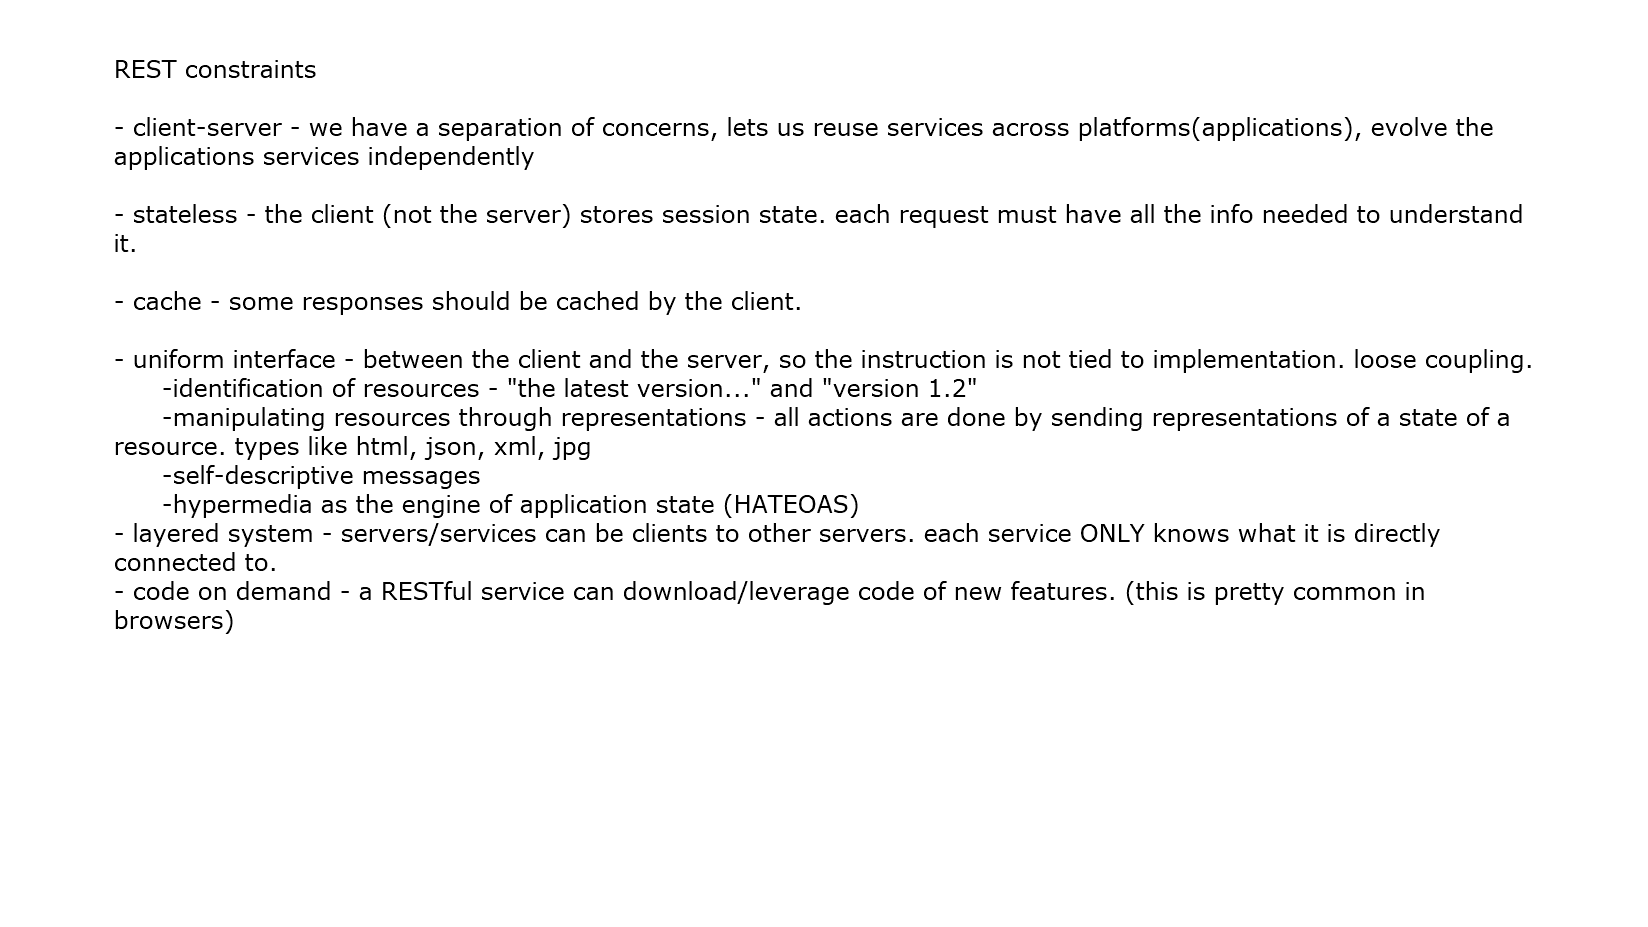 REST constraints
- client-server - we have a separation of concerns, lets us reuse services across platforms(applications), evolve the
applications services independently
- stateless - the client (not the server) stores session state. each request must have all the info needed to understand
it.
- cache - some responses should be cached by the client.
- uniform interface - between the client and the server, so the instruction is not tied to implementation. loose coupling.
-identification of resources - "the latest version..." and "version 1.2"
-manipulating resources through representations - all actions are done by sending representations of a state of a
resource. types like html, json, xml, jpg
-self-descriptive messages
-hypermedia as the engine of application state (HATEOAS)
- layered system - servers/services can be clients to other servers. each service ONLY knows what it is directly
connected to.
- code on demand - a RESTful service can download/leverage code of new features. (this is pretty common in
browsers)